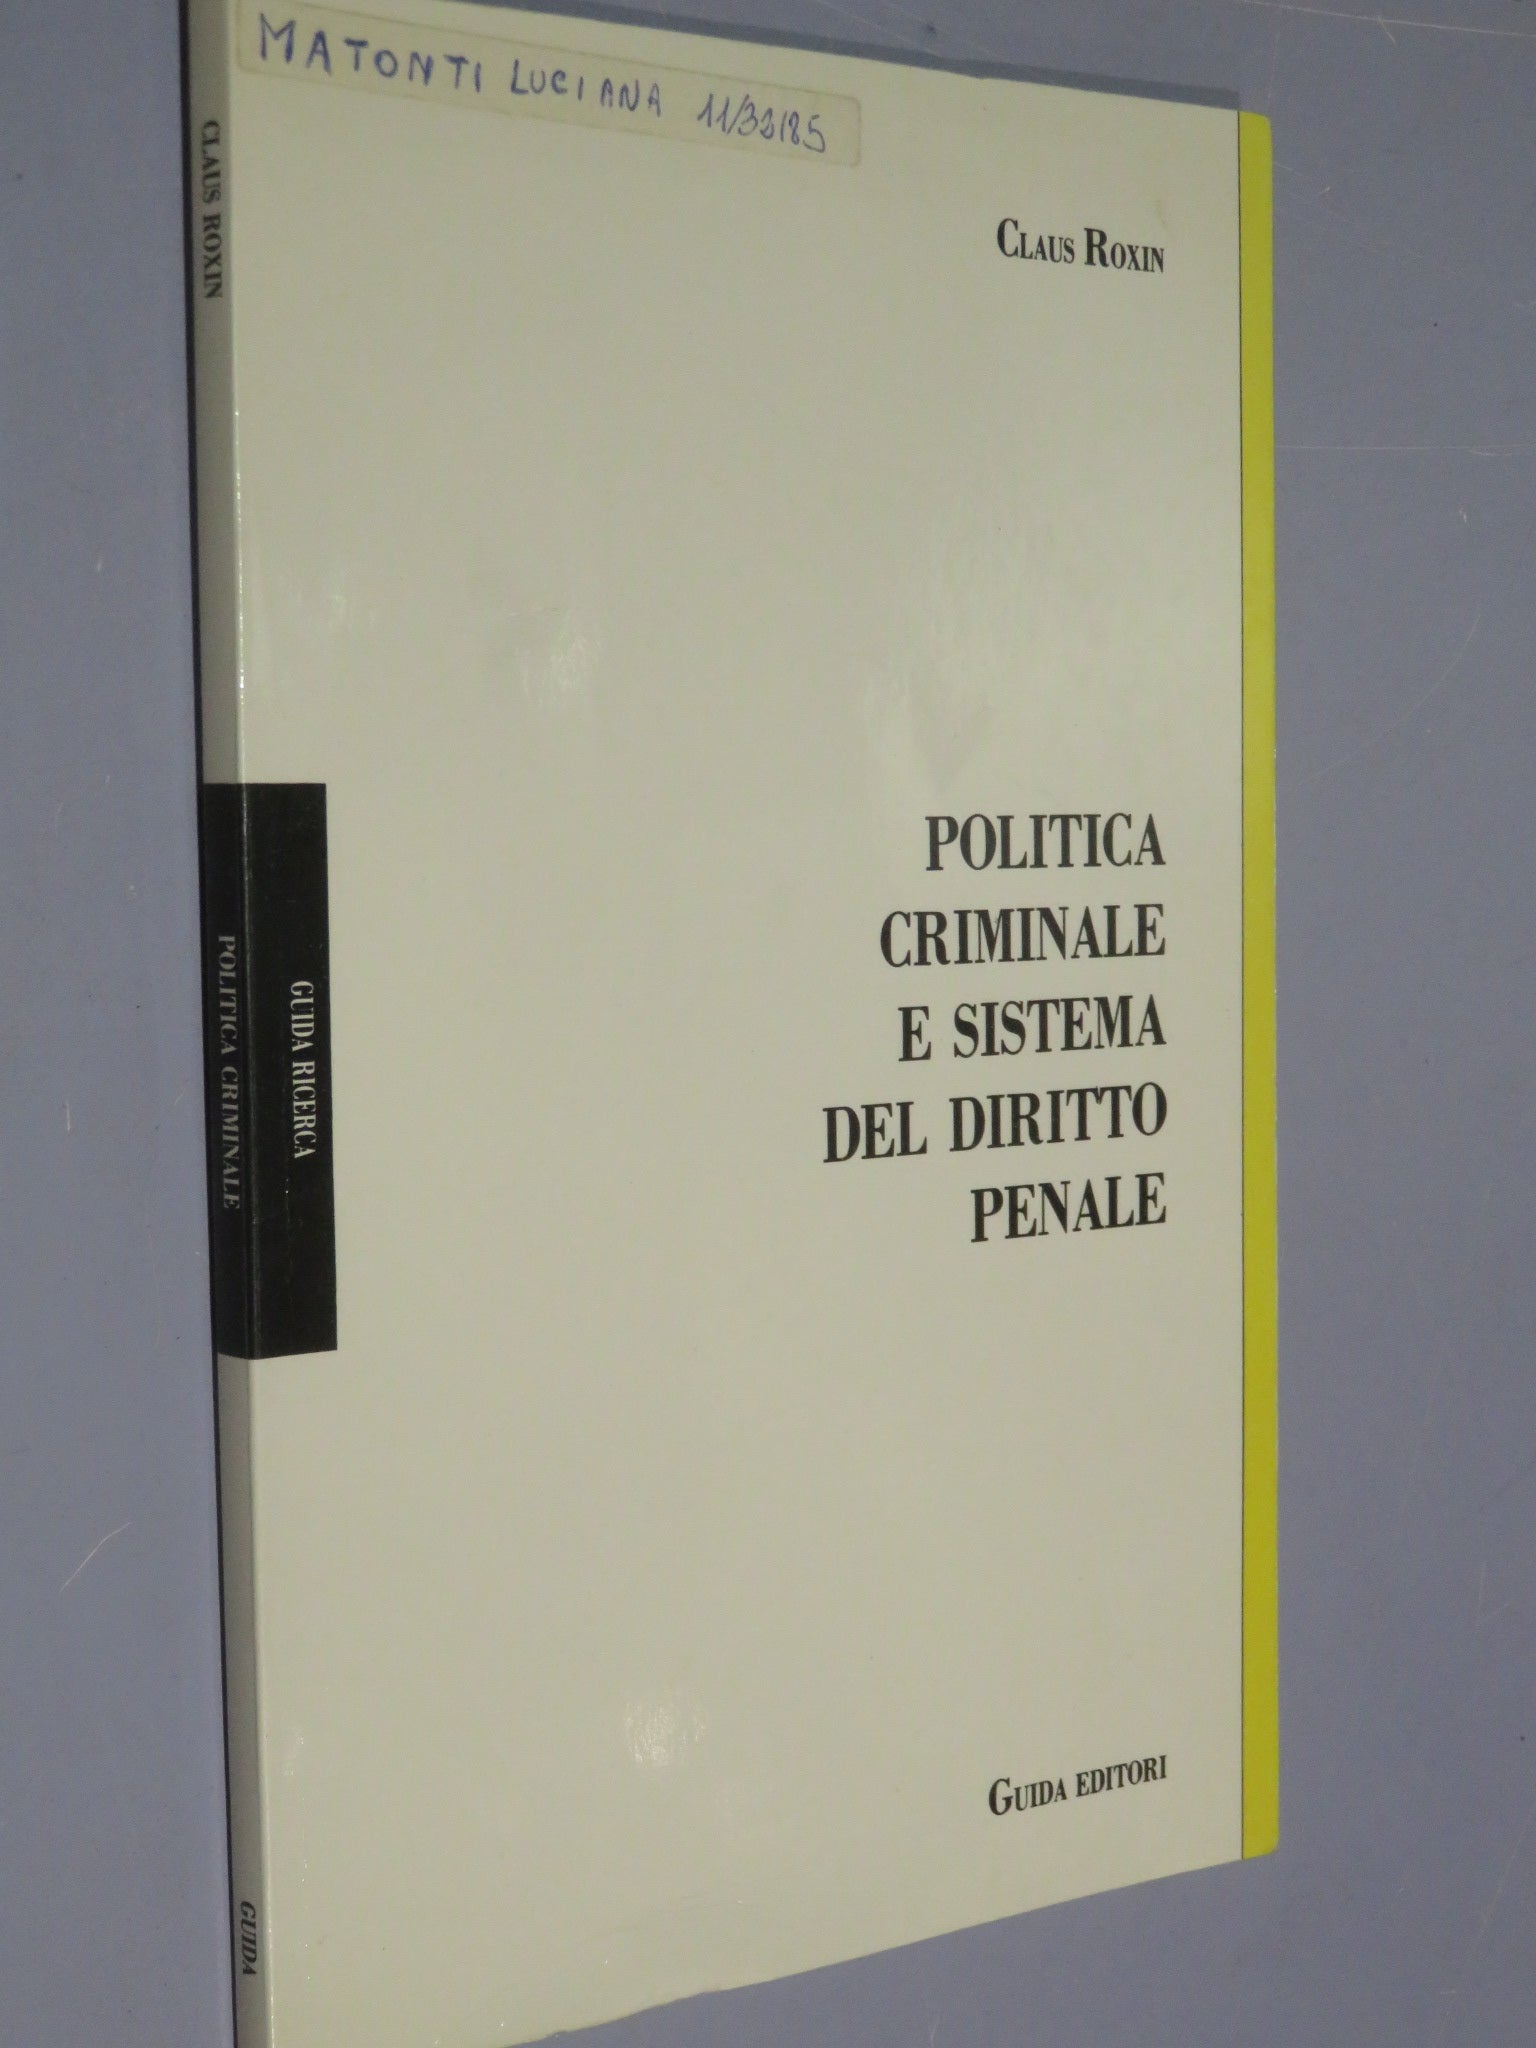 MATONTI LUCIANA 11/33185
CLAUS ROXIN
CLAUS ROXIN
POLITICA
CRIMINALE
E SISTEMA
DEL DIRITTO
PENALE
GUIDA RICERCA
POLITICA CRIMINALE
GUIDA EDITORI
GUIDA